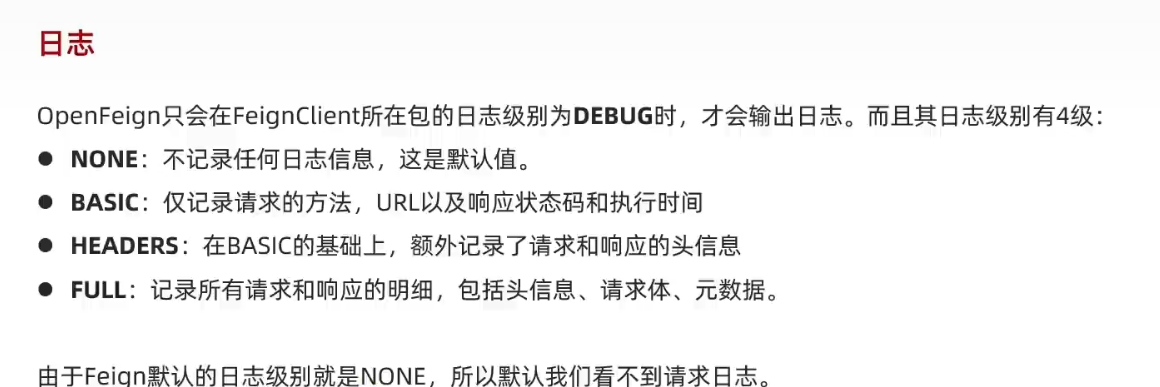 日志
OpenFeign只会在FeignClient所在包的日志级别为DEBUG时，才会输出日志。而且其日志级别有4级：
● NONE：不记录任何日志信息，这是默认值。
● BASIC：仅记录请求的方法，URL以及响应状态码和执行时间
● HEADERS：在BASIC的基础上，额外记录了请求和响应的头信息
● FULL：记录所有请求和响应的明细，包括头信息、请求体、元数据。
由于Feign默认的日志级别就是NONE，所以默认我们看不到请求日志。